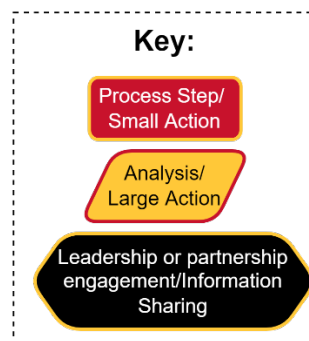 Key:
Process Step/
Small Action
Analysis/
Large Action
Leadership or partnership
engagement/Information
Sharing